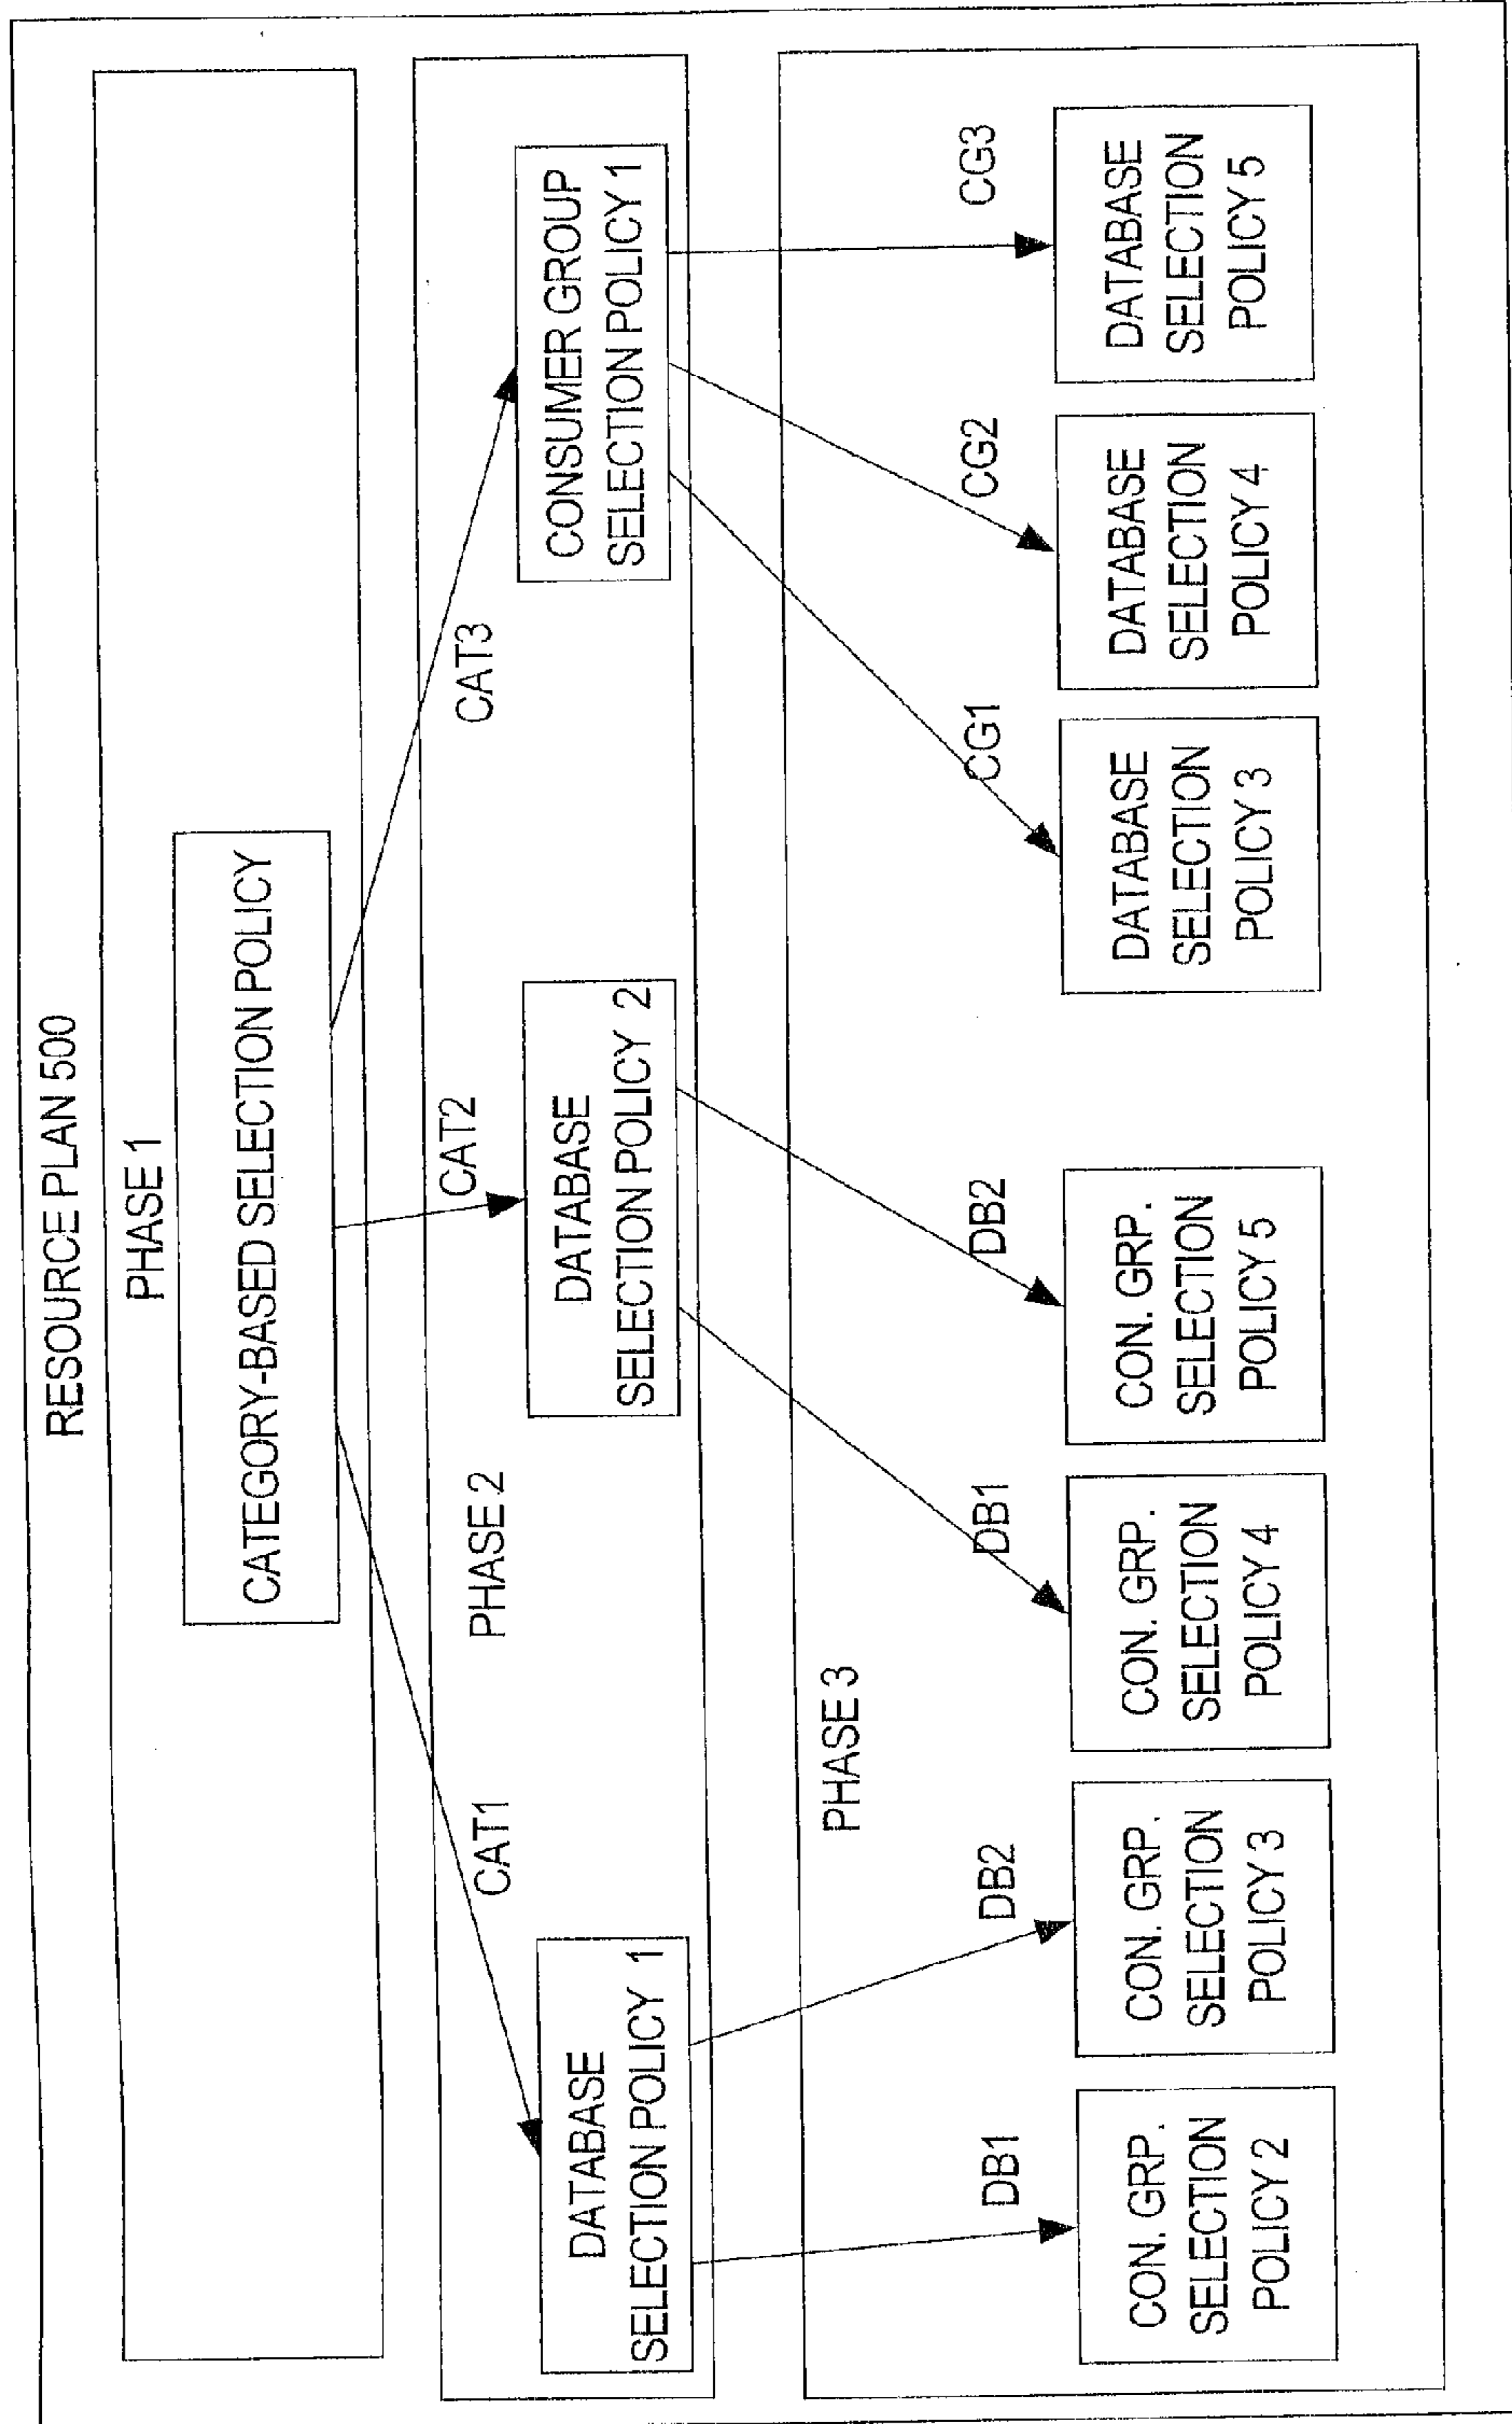 RESOURCE PLAN 500
PHASE 1
CATEGORY-BASED SELECTION POLICY
CAT1
CAT2
CAT3
PHASE 2
DATABASE
SELECTION POLICY 1
DATABASE
SELECTION POLICY 2
CONSUMER GROUP
SELECTION POLICY 1
PHASE 3
DB1
DB2
DB1
DB2
CG1
CG2
CG3
CON. GRP.
SELECTION
POLICY 2
CON. GRP.
SELECTION
POLICY 3
CON. GRP.
SELECTION
POLICY 4
CON. GRP.
SELECTION
POLICY 5
DATABASE
SELECTION
POLICY 3
DATABASE
SELECTION
POLICY 4
DATABASE
SELECTION
POLICY 5